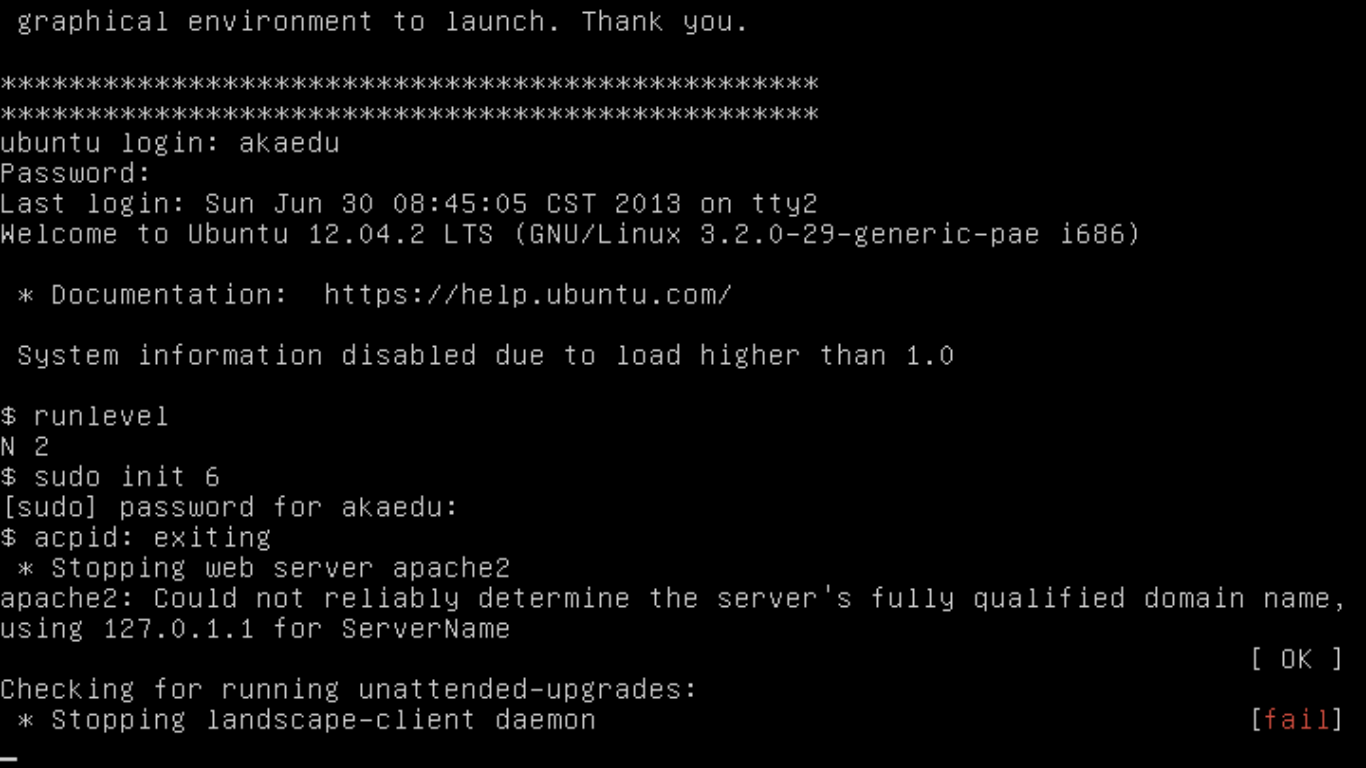 graphical environment to launch. Thank you.
************************************************
************************************************
ubuntu login: akaedu
Password:
Last login: Sun Jun 30 08:45:05 CST 2013 on tty2
Welcome to Ubuntu 12.04.2 LTS (GNU/Linux 3.2.0-29-generic-pae i686)
* Documentation:  https://help.ubuntu.com/
System information disabled due to load higher than 1.0
$ runlevel
N 2
$ sudo init 6
[sudo] password for akaedu:
$ acpid: exiting
* Stopping web server apache2
apache2: Could not reliably determine the server's fully qualified domain name,
using 127.0.1.1 for ServerName
[ OK ]
Checking for running unattended-upgrades:
* Stopping landscape-client daemon [fail]